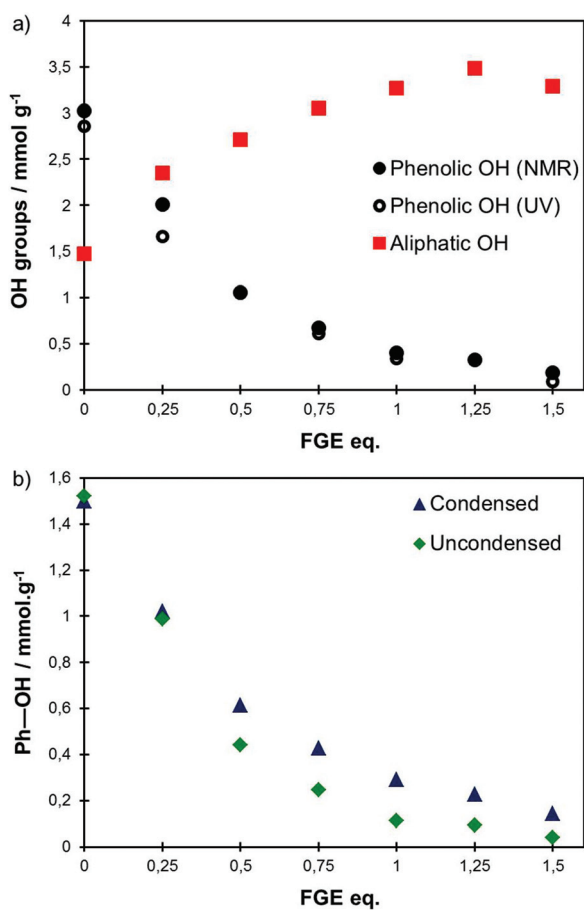 a)
4
3,5
3
2,5
2
1,5
1
0,5
0
OH groups / mmol g⁻¹
Phenolic OH (NMR)
Phenolic OH (UV)
Aliphatic OH
0 0,25 0,5 0,75 1 1,25 1,5
FGE eq.
b)
1,6
1,4
1,2
1
0,8
0,6
0,4
0,2
0
Ph—OH / mmol.g⁻¹
Condensed
Uncondensed
0 0,25 0,5 0,75 1 1,25 1,5
FGE eq.